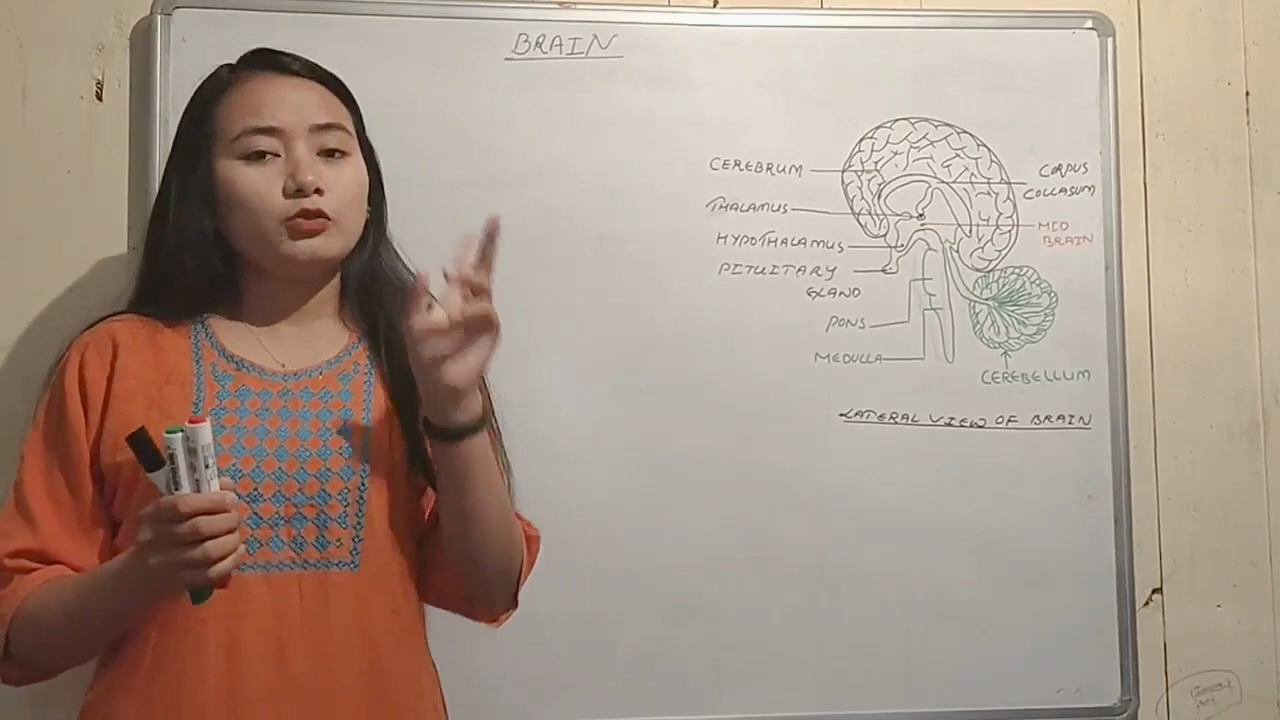 BRAIN
CEREBRUM
CORPUS
COLLASUM
THALAMUS
MID
BRAIN
HYPOTHALAMUS
PITUITARY
GLAND
PONS
MEDULLA
CEREBELLUM
LATERAL VIEW OF BRAIN